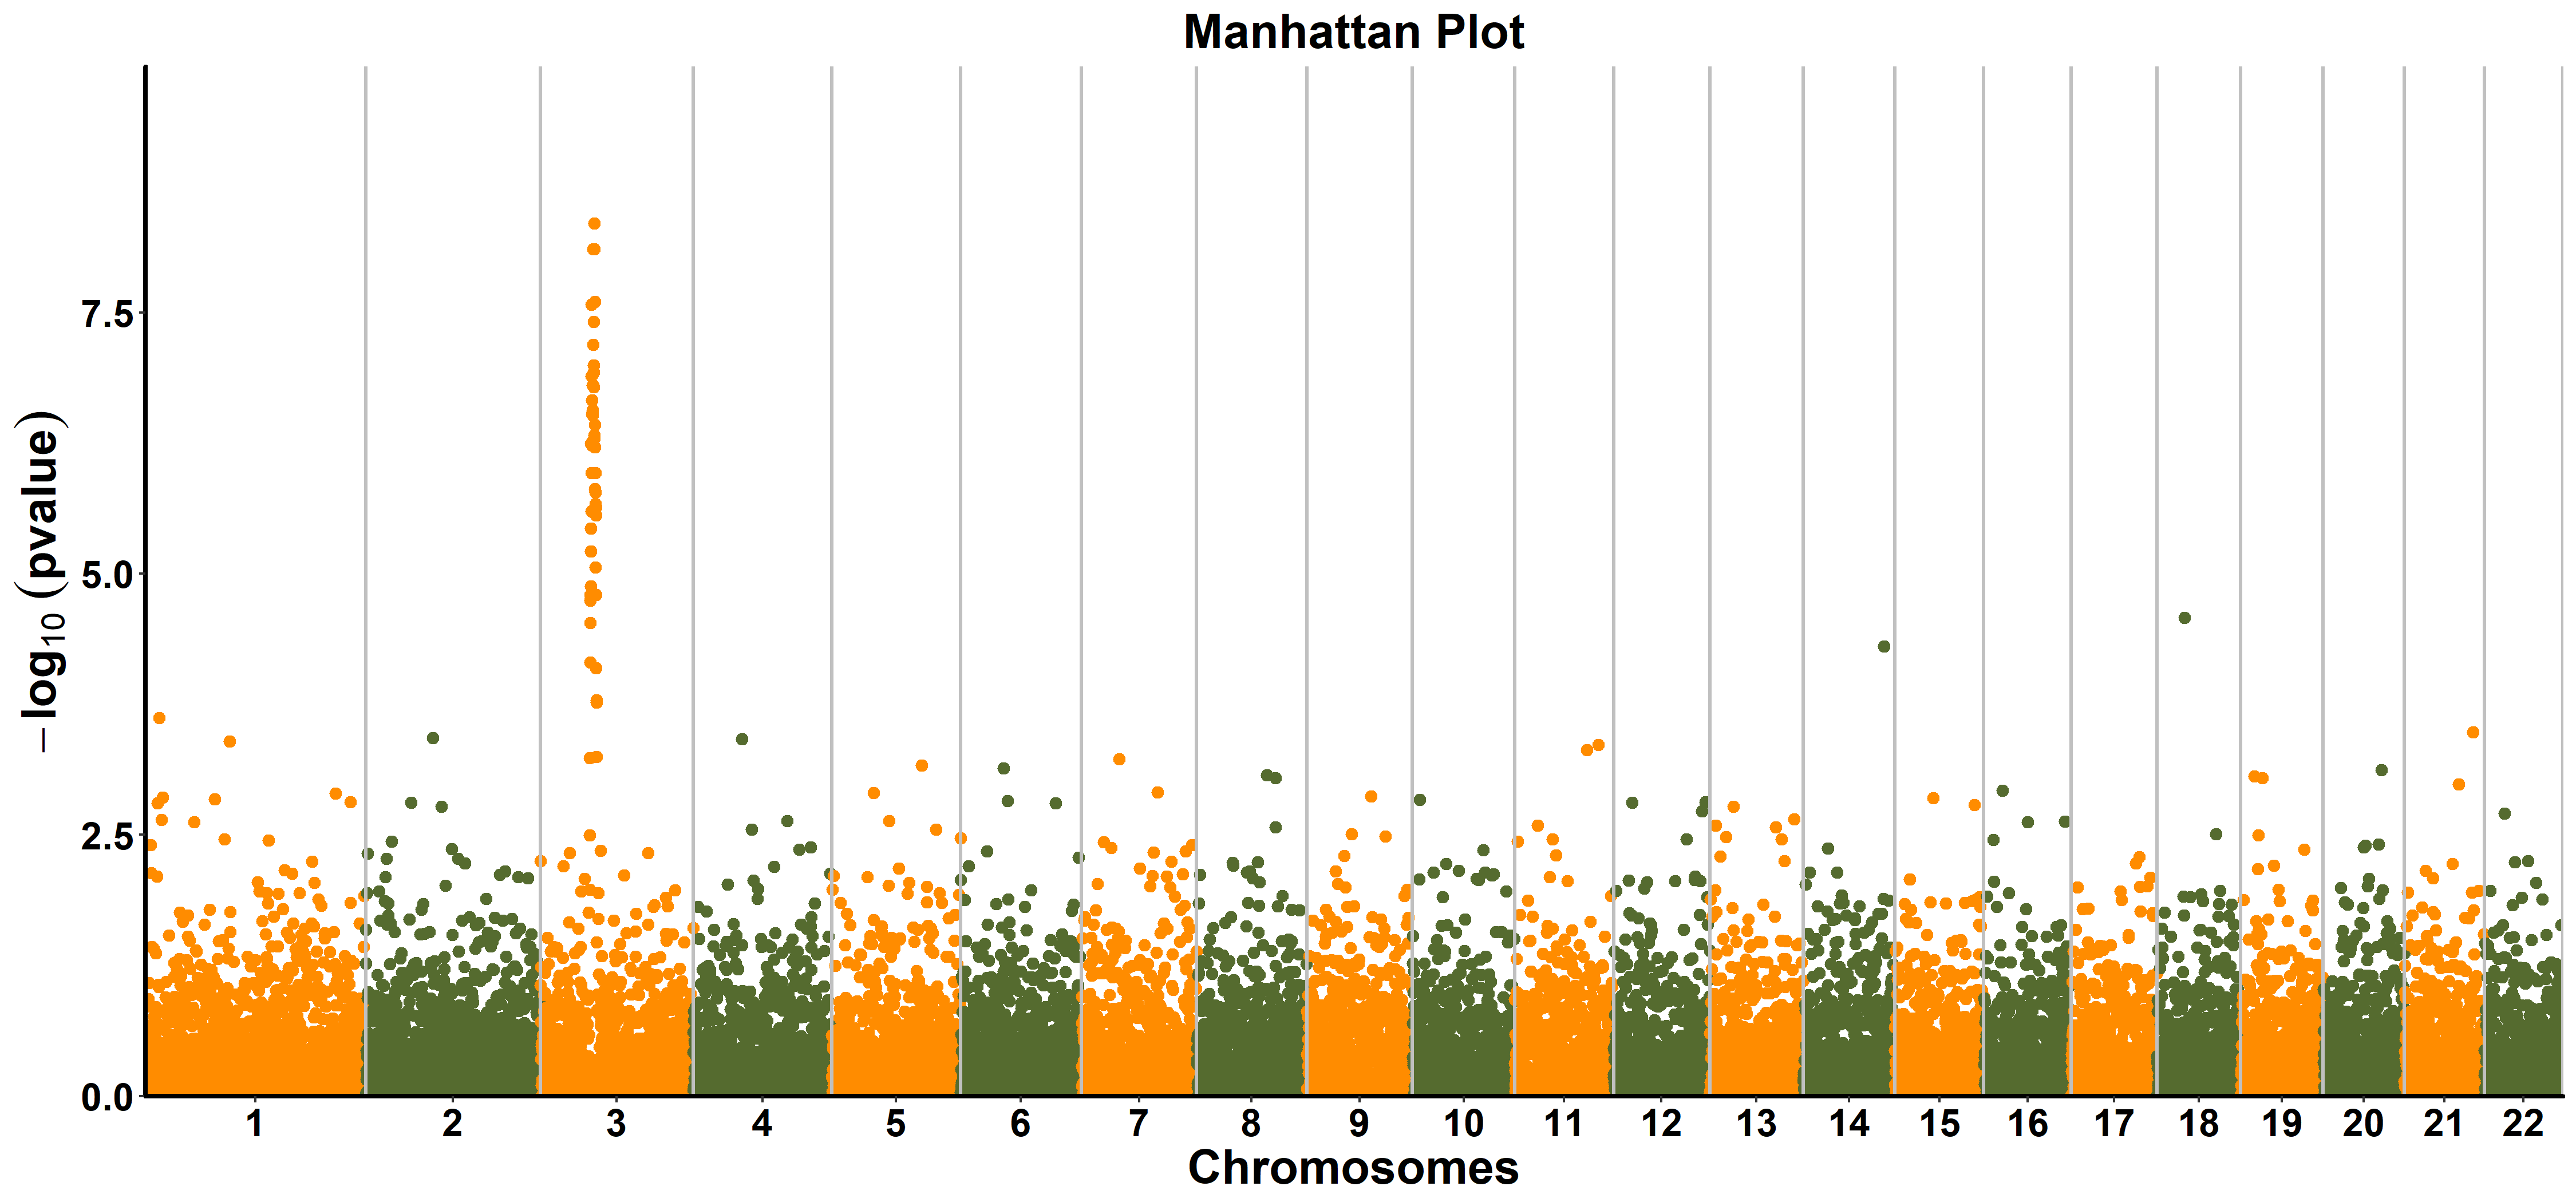 Manhattan Plot
−log10 (pvalue)
7.5
5.0
2.5
0.0
1 2 3 4 5 6 7 8 9 10 11 12 13 14 15 16 17 18 19 20 21 22
Chromosomes